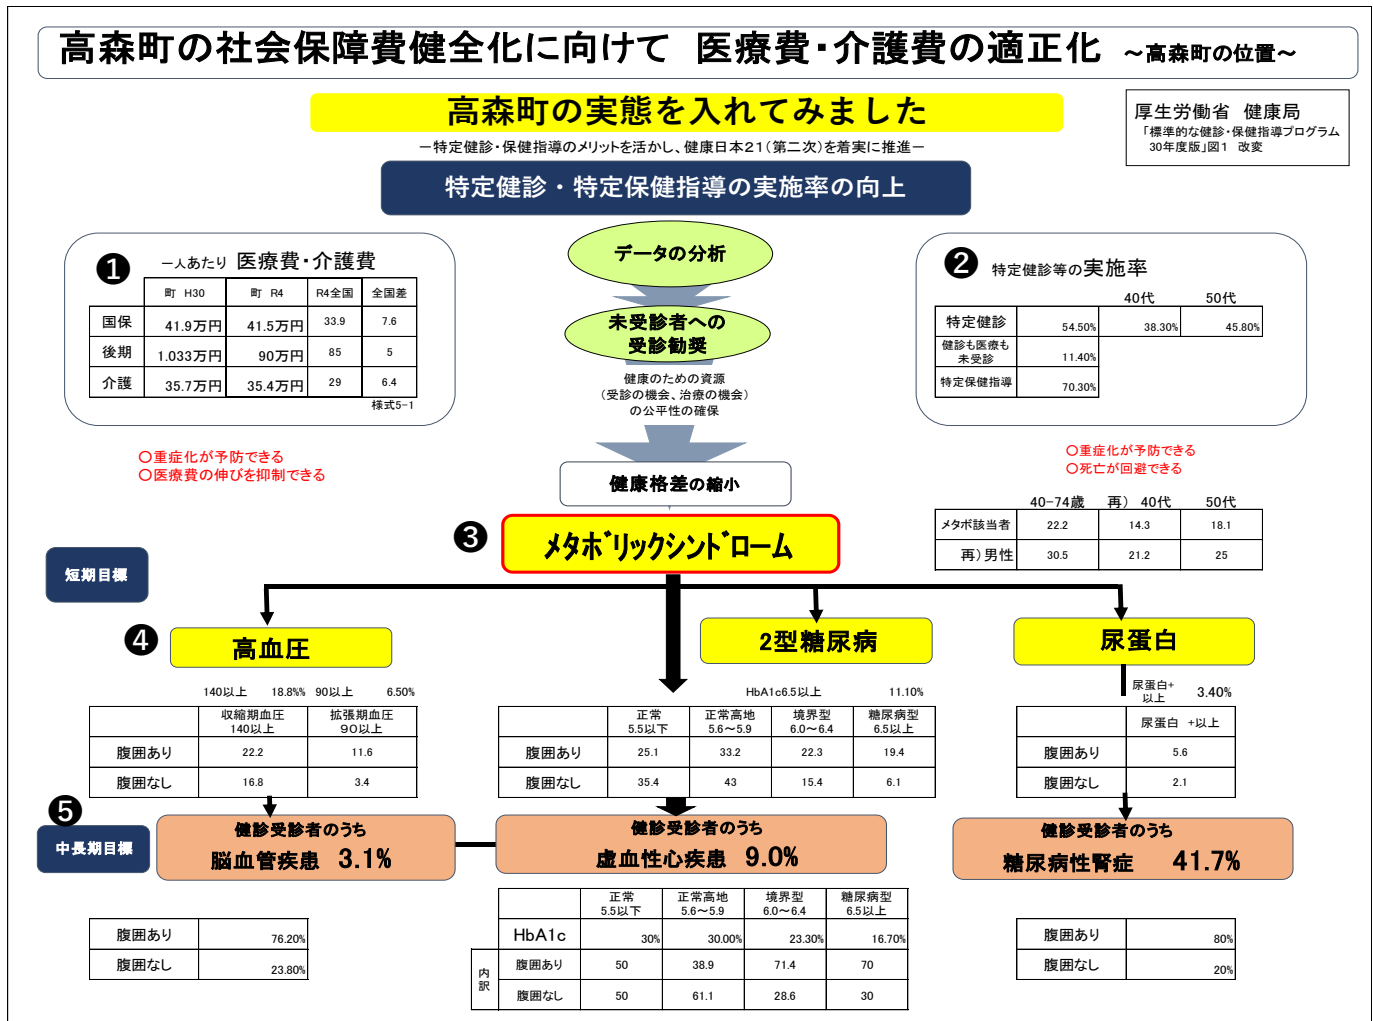 高森町の社会保障費健全化に向けて 医療費・介護費の適正化 ～高森町の位置～
高森町の実態を入れてみました
－特定健診・保健指導のメリットを活かし、健康日本21（第二次）を着実に推進－
厚生労働省 健康局
「標準的な健診・保健指導プログラム
30年度版」図1 改変
特定健診・特定保健指導の実施率の向上
❶ 一人あたり 医療費・介護費
町 H30 町 R4 R4全国 全国差
国保 41.9万円 41.5万円 33.9 7.6
後期 1.033万円 90万円 85 5
介護 35.7万円 35.4万円 29 6.4
様式5-1
○重症化が予防できる
○医療費の伸びを抑制できる
データの分析
未受診者への
受診勧奨
健康のための資源
（受診の機会、治療の機会）
の公平性の確保
健康格差の縮小
❷ 特定健診等の実施率
40代 50代
特定健診 54.50% 38.30% 45.80%
健診も医療も
未受診 11.40%
特定保健指導 70.30%
○重症化が予防できる
○死亡が回避できる
40-74歳 再） 40代 50代
メタボ該当者 22.2 14.3 18.1
再）男性 30.5 21.2 25
❸ メタボリックシンドローム
短期目標
❹ 高血圧
2型糖尿病
尿蛋白
140以上 18.8%% 90以上 6.50%
収縮期血圧 拡張期血圧
140以上 90以上
腹囲あり 22.2 11.6
腹囲なし 16.8 3.4
HbA1c6.5以上 11.10%
正常 正常高地 境界型 糖尿病型
5.5以下 5.6～5.9 6.0～6.4 6.5以上
腹囲あり 25.1 33.2 22.3 19.4
腹囲なし 35.4 43 15.4 6.1
尿蛋白+
以上 3.40%
尿蛋白 +以上
腹囲あり 5.6
腹囲なし 2.1
❺
中長期目標
健診受診者のうち
脳血管疾患 3.1%
健診受診者のうち
虚血性心疾患 9.0%
健診受診者のうち
糖尿病性腎症 41.7%
腹囲あり 76.20%
腹囲なし 23.80%
正常 正常高地 境界型 糖尿病型
5.5以下 5.6～5.9 6.0～6.4 6.5以上
HbA1c 30% 30.00% 23.30% 16.70%
内訳
腹囲あり 50 38.9 71.4 70
腹囲なし 50 61.1 28.6 30
腹囲あり 80%
腹囲なし 20%